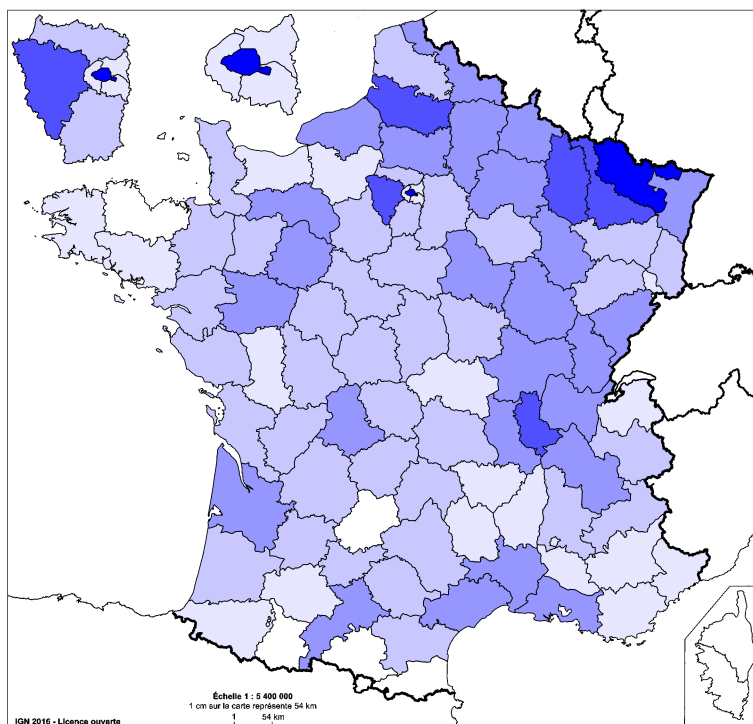 Échelle 1 : 5 400 000
1 cm sur la carte représente 54 km
1 54 km
IGN 2016 - Licence ouverte